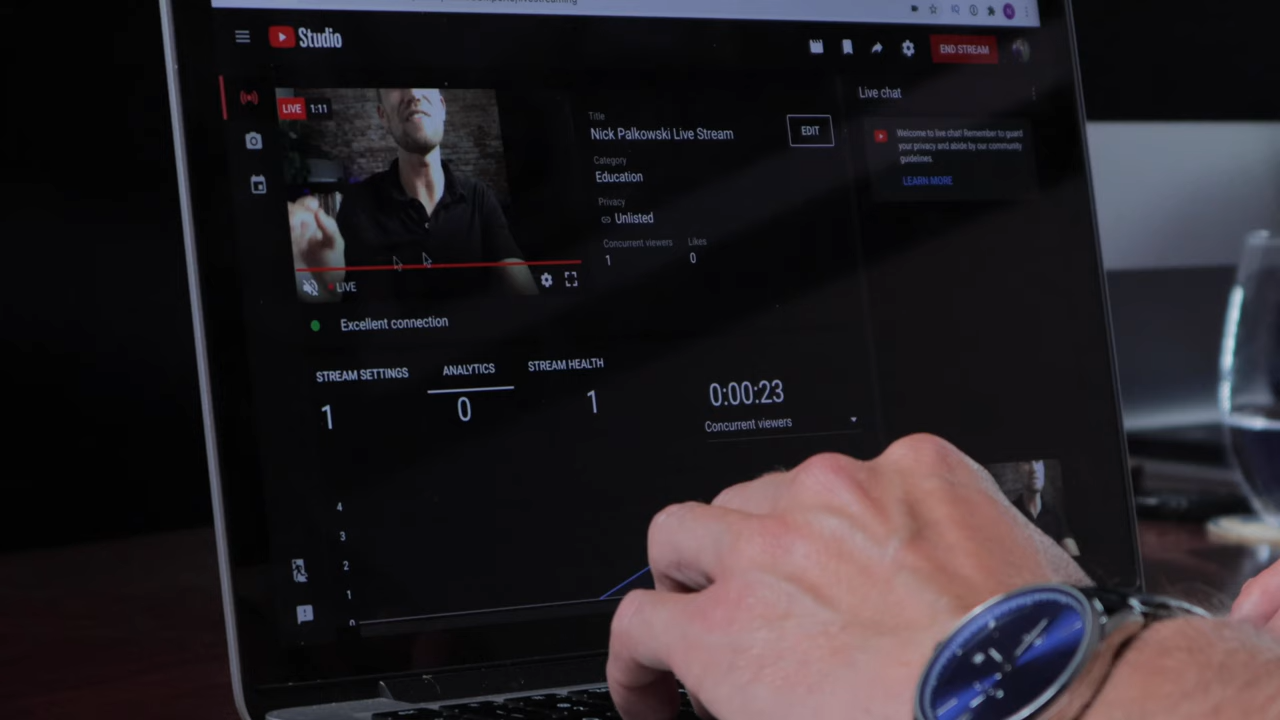 Studio
END STREAM
LIVE 1:11
Live chat
Welcome to live chat! Remember to guard
your privacy and abide by our community
guidelines.
LEARN MORE
Title
Nick Palkowski Live Stream
EDIT
Category
Education
Privacy
Unlisted
Concurrent viewers Likes
1 0
LIVE
Excellent connection
STREAM SETTINGS ANALYTICS STREAM HEALTH
1 0 1
0:00:23
Concurrent viewers
4
3
2
1
0